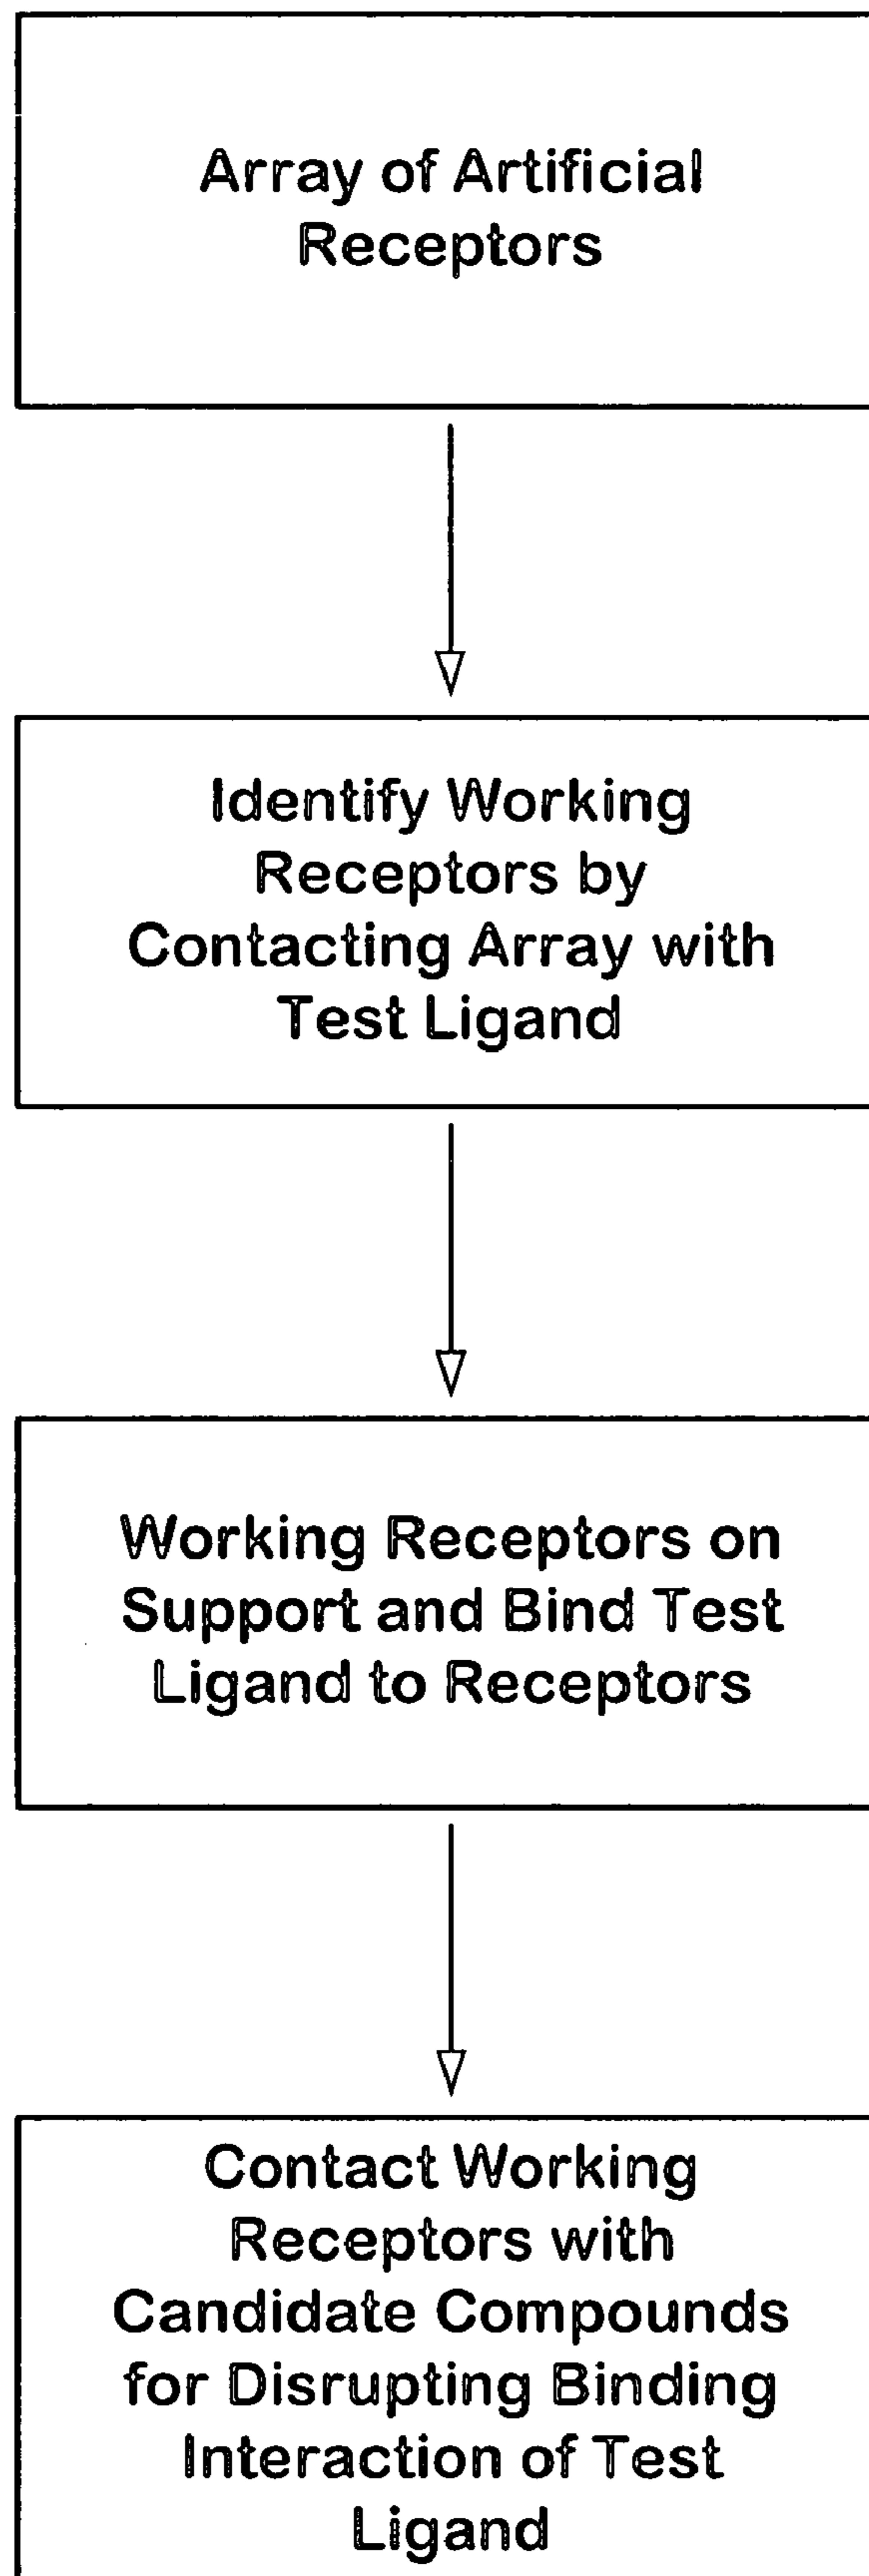 Array of Artificial
Receptors
Identify Working
Receptors by
Contacting Array with
Test Ligand
Working Receptors on
Support and Bind Test
Ligand to Receptors
Contact Working
Receptors with
Candidate Compounds
for Disrupting Binding
Interaction of Test
Ligand